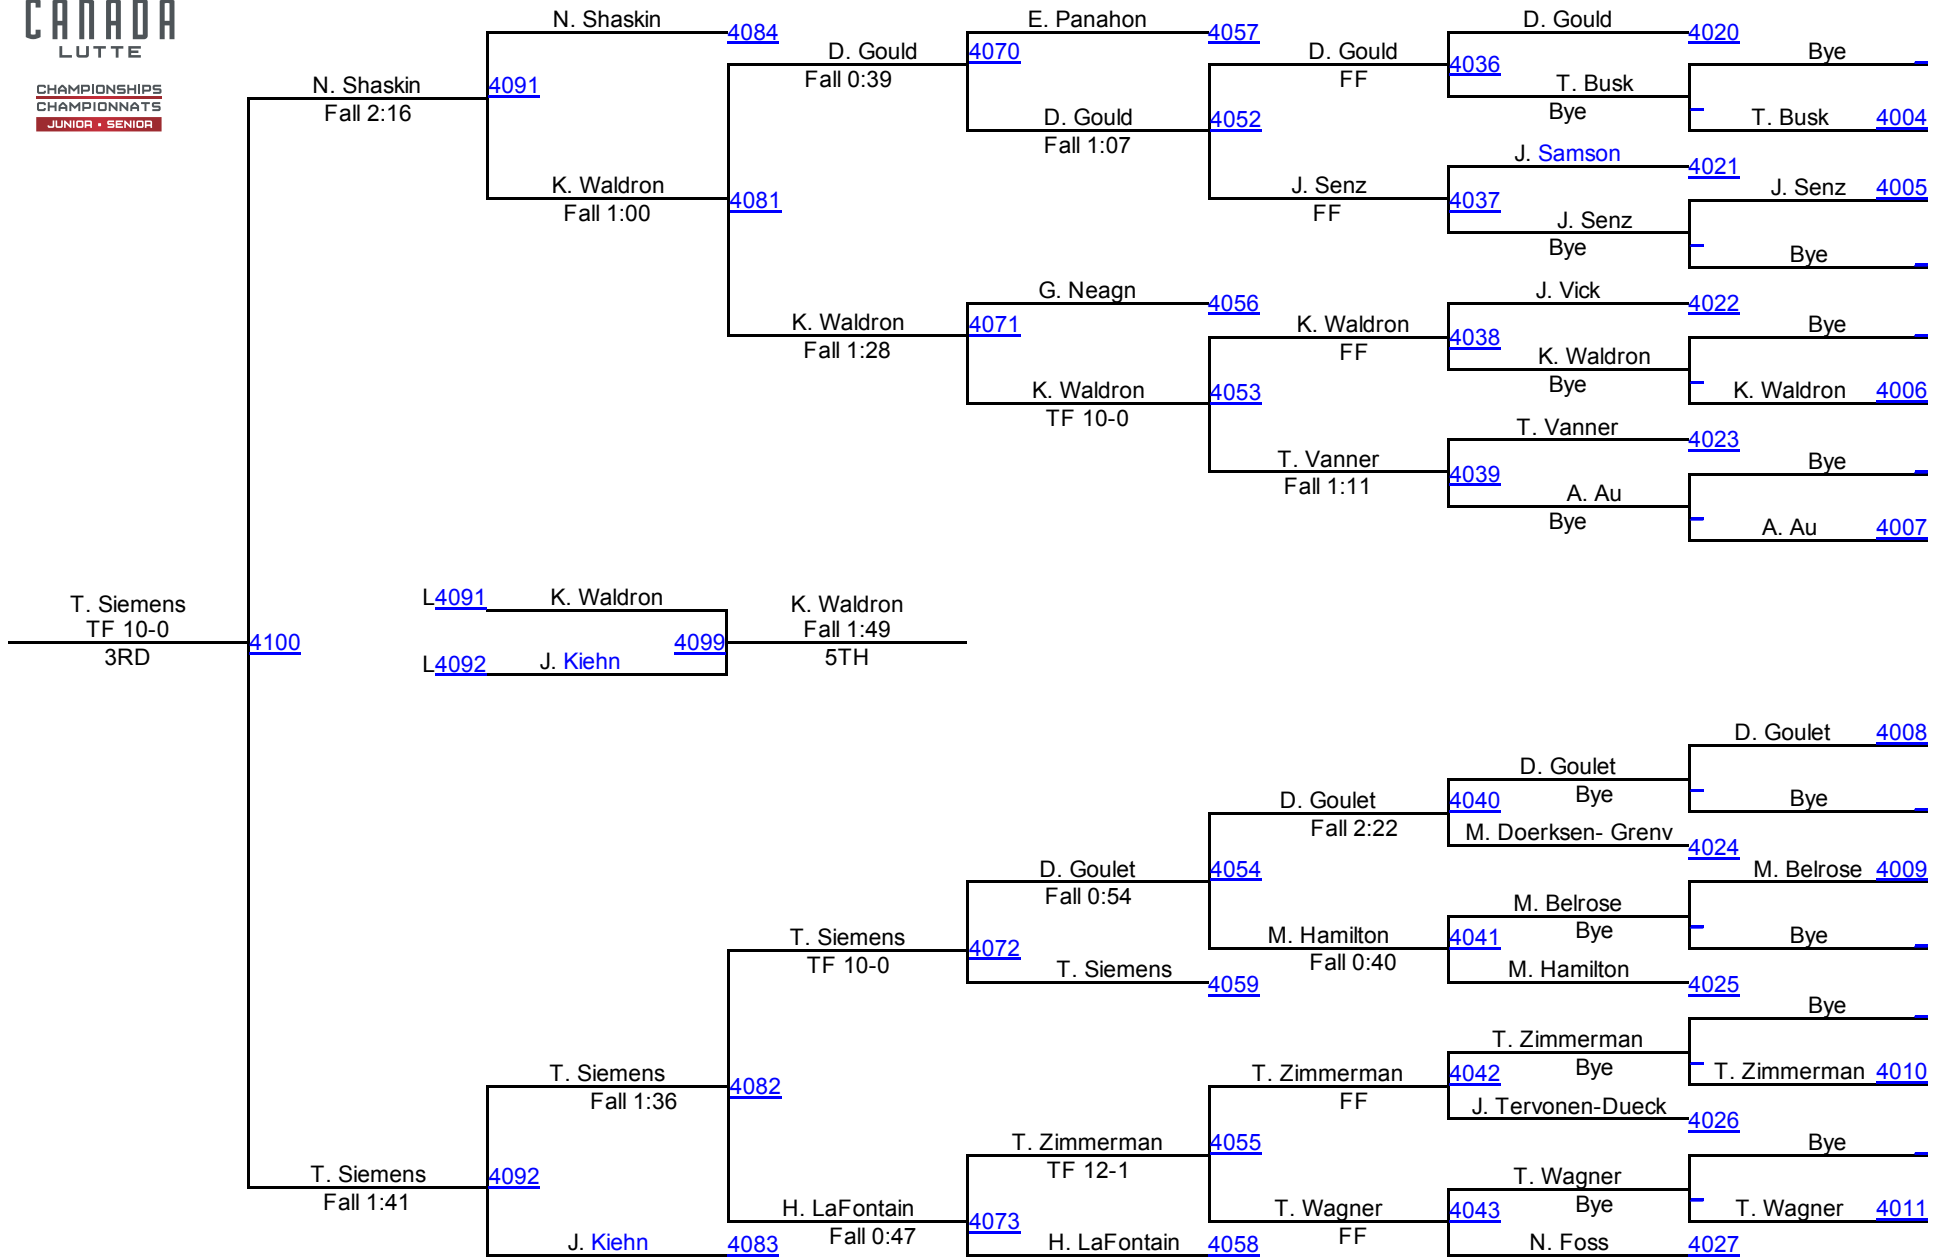 CANADA
LUTTE
CHAMPIONSHIPS
CHAMPIONNATS
JUNIOR • SENIOR
N. Shaskin
4084
E. Panahon
4057
D. Gould
4020
Bye
D. Gould
Fall 0:39
4070
D. Gould
FF
4036
T. Busk
Bye
T. Busk 4004
N. Shaskin
Fall 2:16
4091
D. Gould
Fall 1:07
4052
J. Samson
4021
J. Senz 4005
K. Waldron
Fall 1:00
4081
J. Senz
FF
4037
J. Senz
Bye
Bye
G. Neagn
4056
J. Vick
4022
Bye
K. Waldron
Fall 1:28
4071
K. Waldron
FF
4038
K. Waldron
Bye
K. Waldron 4006
K. Waldron
TF 10-0
4053
T. Vanner
4023
Bye
T. Vanner
Fall 1:11
4039
A. Au
Bye
A. Au 4007
T. Siemens
TF 10-0
3RD
4100
L4091 K. Waldron
L4092 J. Kiehn
4099
K. Waldron
Fall 1:49
5TH
D. Goulet 4008
D. Goulet
Bye
Bye
D. Goulet
Fall 2:22
4040
M. Doerksen- Grenv
4024
D. Goulet
Fall 0:54
4054
M. Belrose 4009
M. Belrose
Bye
Bye
T. Siemens
TF 10-0
4072
M. Hamilton
Fall 0:40
4041
M. Hamilton
4025
T. Siemens
4059
Bye
T. Zimmerman
Bye
T. Zimmerman 4010
T. Siemens
Fall 1:36
4082
T. Zimmerman
FF
4042
J. Tervonen-Dueck
4026
T. Zimmerman
TF 12-1
4055
Bye
T. Siemens
Fall 1:41
4092
T. Wagner
Bye
T. Wagner 4011
H. LaFontain
Fall 0:47
4073
T. Wagner
FF
4043
J. Kiehn
4083
H. LaFontain
4058
N. Foss
4027